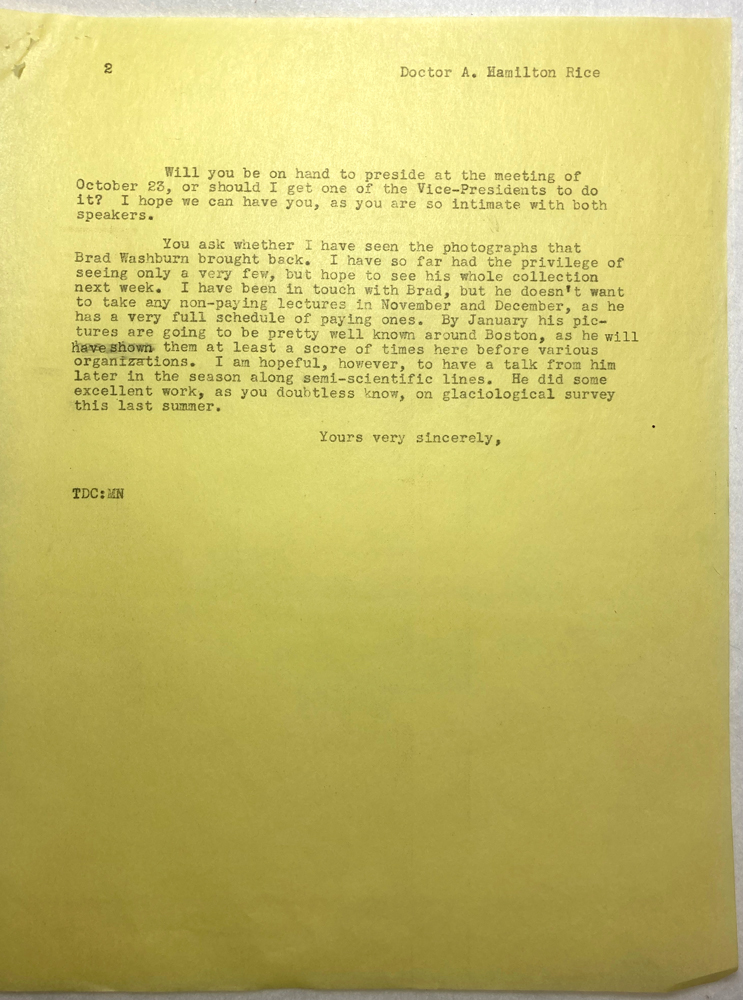 2
Doctor A. Hamilton Rice
Will you be on hand to preside at the meeting of
October 23, or should I get one of the Vice-Presidents to do
it? I hope we can have you, as you are so intimate with both
speakers.
You ask whether I have seen the photographs that
Brad Washburn brought back. I have so far had the privilege of
seeing only a very few, but hope to see his whole collection
next week. I have been in touch with Brad, but he doesn't want
to take any non-paying lectures in November and December, as he
has a very full schedule of paying ones. By January his pic-
tures are going to be pretty well known around Boston, as he will
have shown them at least a score of times here before various
organizations. I am hopeful, however, to have a talk from him
later in the season along semi-scientific lines. He did some
excellent work, as you doubtless know, on glaciological survey
this last summer.
Yours very sincerely,
TDC:MN